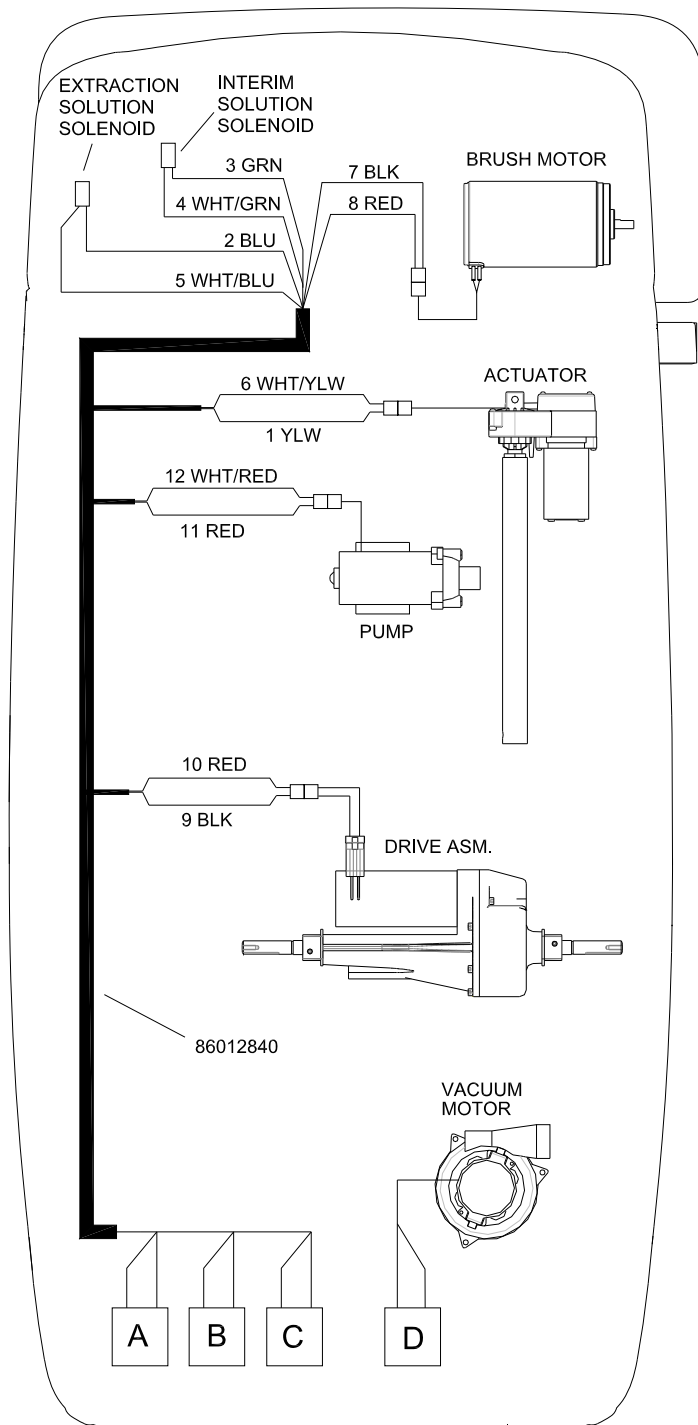 EXTRACTION
SOLUTION
SOLENOID
INTERIM
SOLUTION
SOLENOID
3 GRN
4 WHT/GRN
2 BLU
5 WHT/BLU
7 BLK
8 RED
BRUSH MOTOR
6 WHT/YLW
1 YLW
ACTUATOR
12 WHT/RED
11 RED
PUMP
10 RED
9 BLK
DRIVE ASM.
86012840
VACUUM
MOTOR
A
B
C
D